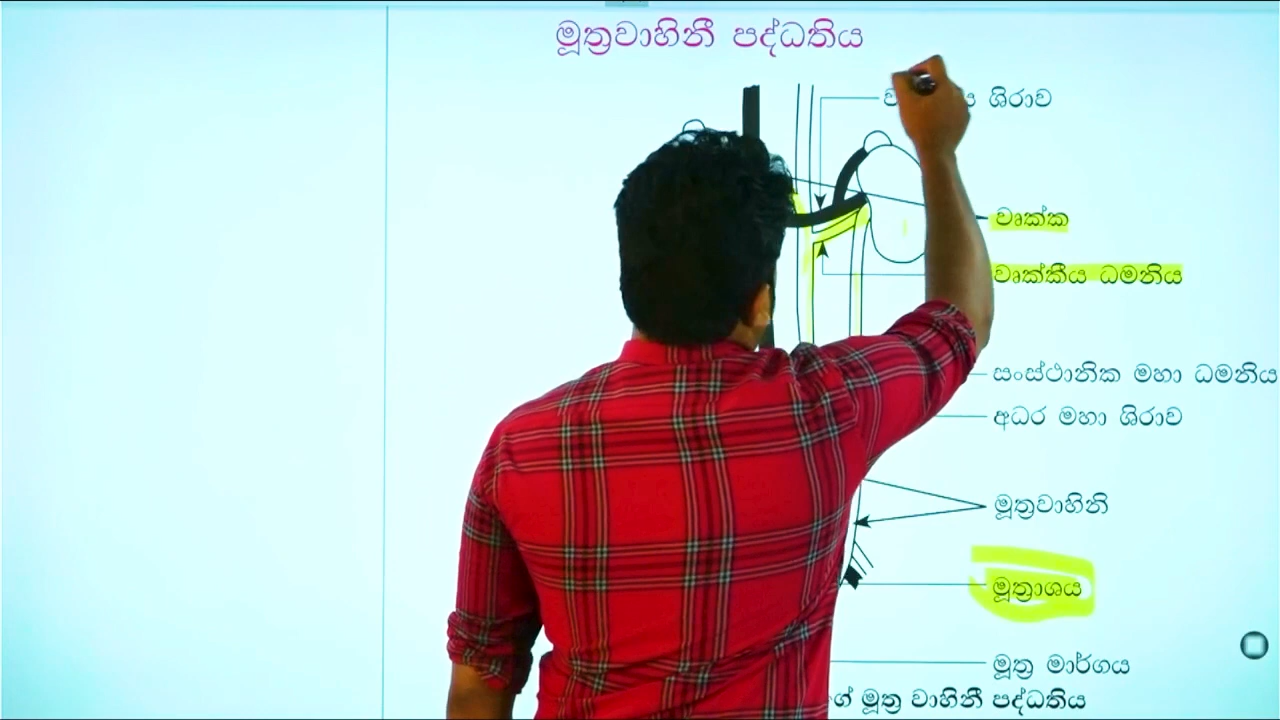 මූත්‍රවාහිනී පද්ධතිය
ශිරාව
වෘක්ක
වෘක්කීය ධමනිය
සංස්ථානික මහා ධමනිය
අධර මහා ශිරාව
මූත්‍රවාහිනි
මූත්‍රාශය
මූත්‍ර මාර්ගය
මූත්‍ර වාහිනී පද්ධතිය